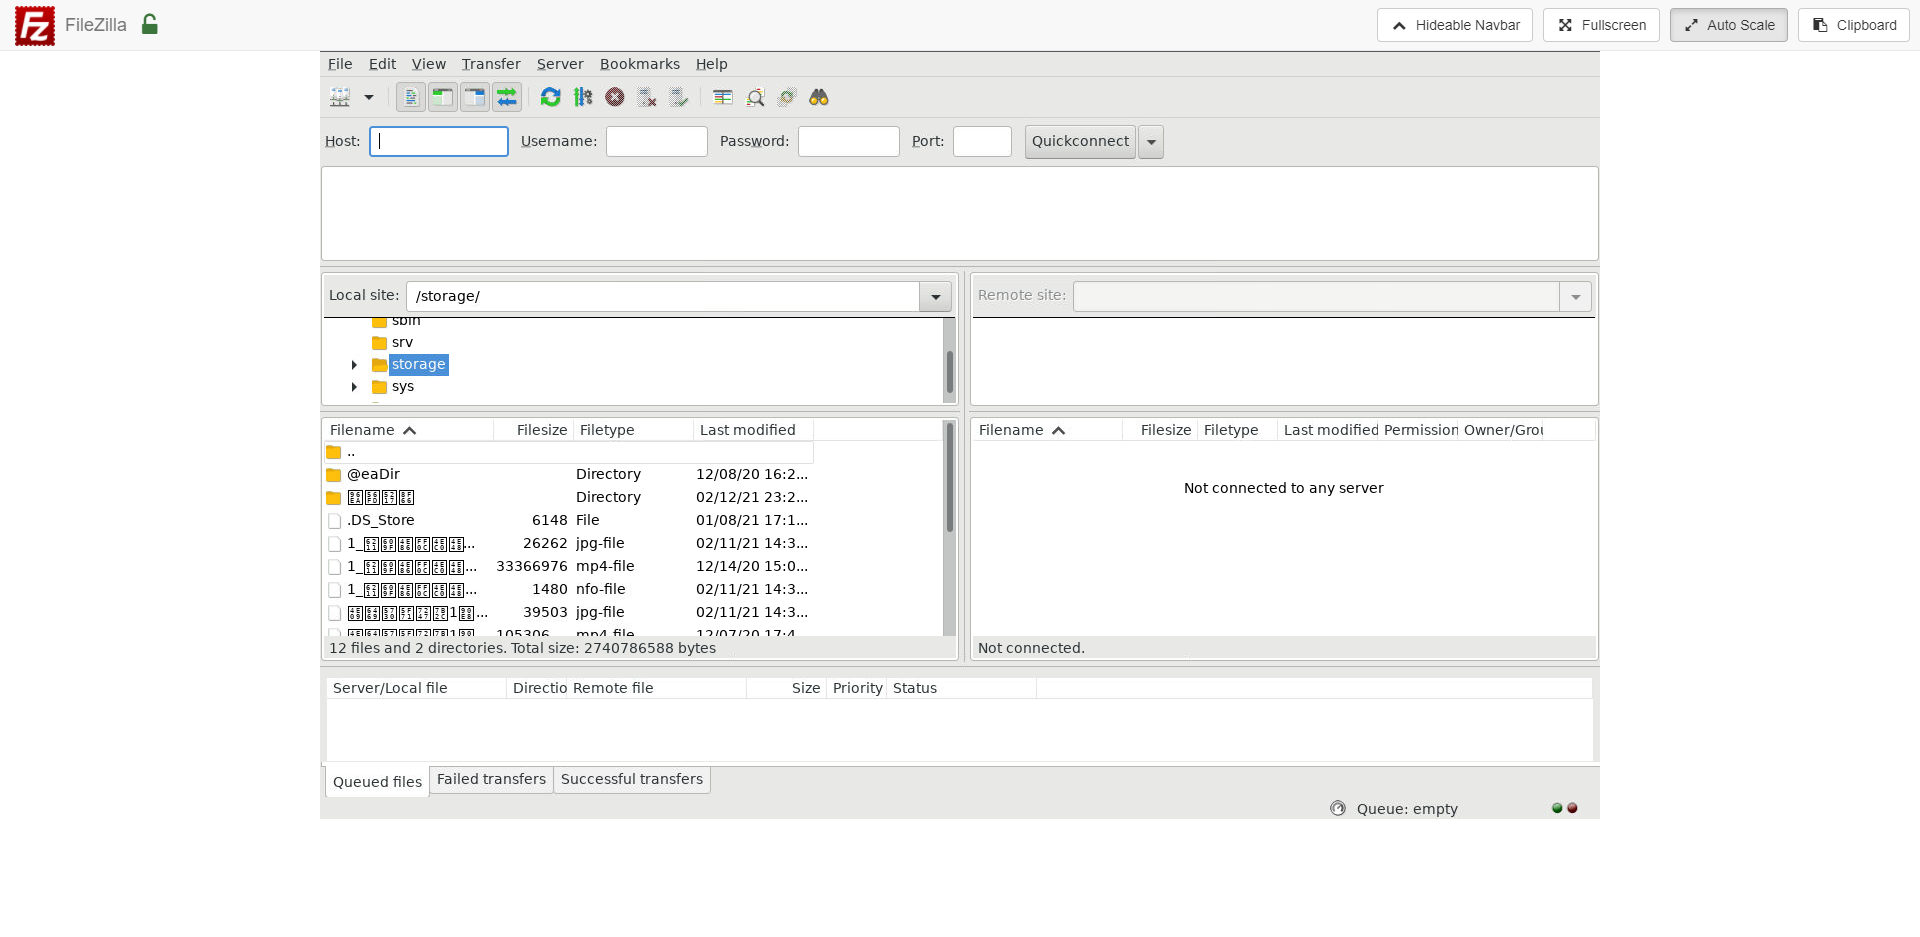 FileZilla Hideable Navbar Fullscreen Auto Scale Clipboard
File Edit View Transfer Server Bookmarks Help
Host: Username: Password: Port: Quickconnect
Local site: /storage/
Remote site:
sbin
srv
storage
sys
Filename Filesize Filetype Last modified
..
@eaDir Directory 12/08/20 16:2...
Directory 02/12/21 23:2...
.DS_Store 6148 File 01/08/21 17:1...
1_... 26262 jpg-file 02/11/21 14:3...
1_... 33366976 mp4-file 12/14/20 15:0...
1_... 1480 nfo-file 02/11/21 14:3...
1... 39503 jpg-file 02/11/21 14:3...
1... 105306... mp4-file 12/07/20 17:4...
12 files and 2 directories. Total size: 2740786588 bytes
Filename Filesize Filetype Last modified Permission Owner/Grou
Not connected to any server
Not connected.
Server/Local file Directio Remote file Size Priority Status
Queued files Failed transfers Successful transfers
Queue: empty